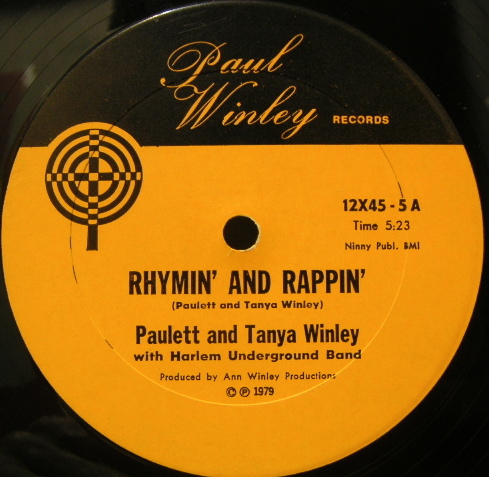 Paul
Winley RECORDS
12X45 - 5 A
Time 5:23
Ninny Publ. BMI
RHYMIN' AND RAPPIN'
(Paulett and Tanya Winley)
Paulett and Tanya Winley
with Harlem Underground Band
Produced by Ann Winley Productions
© ℗ 1979